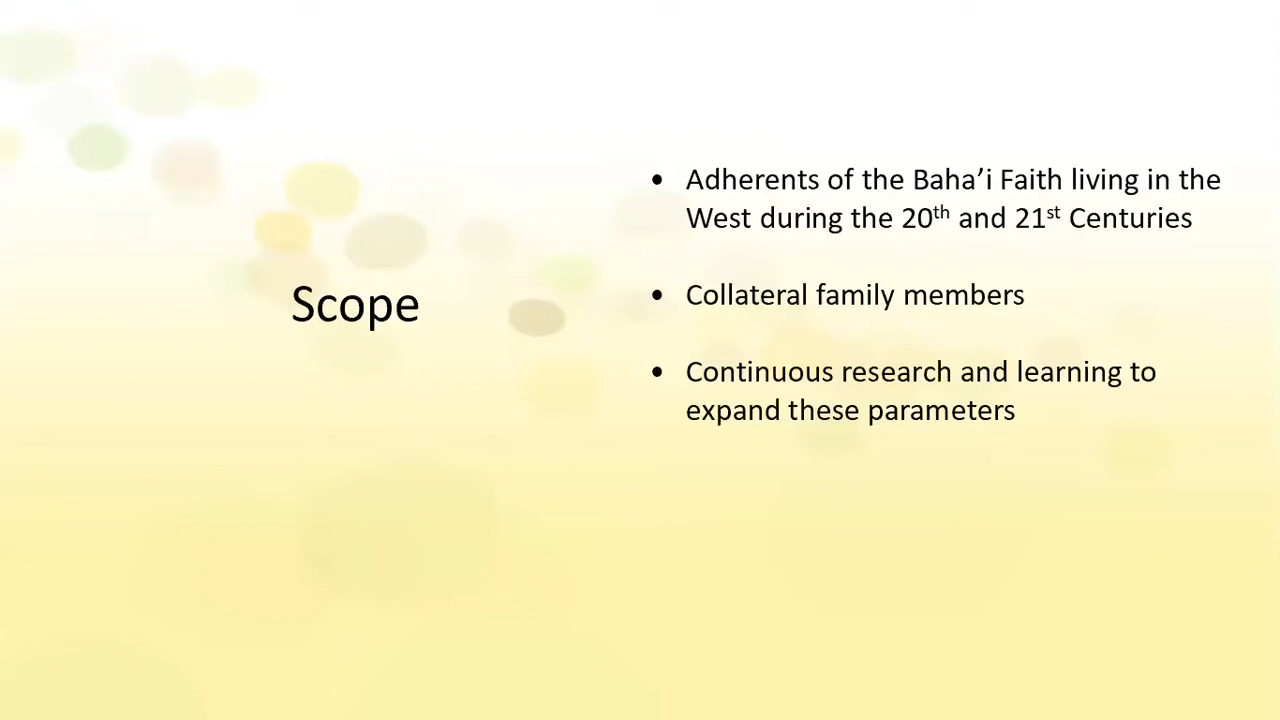 Scope
• Adherents of the Baha’i Faith living in the
West during the 20th and 21st Centuries
• Collateral family members
• Continuous research and learning to
expand these parameters